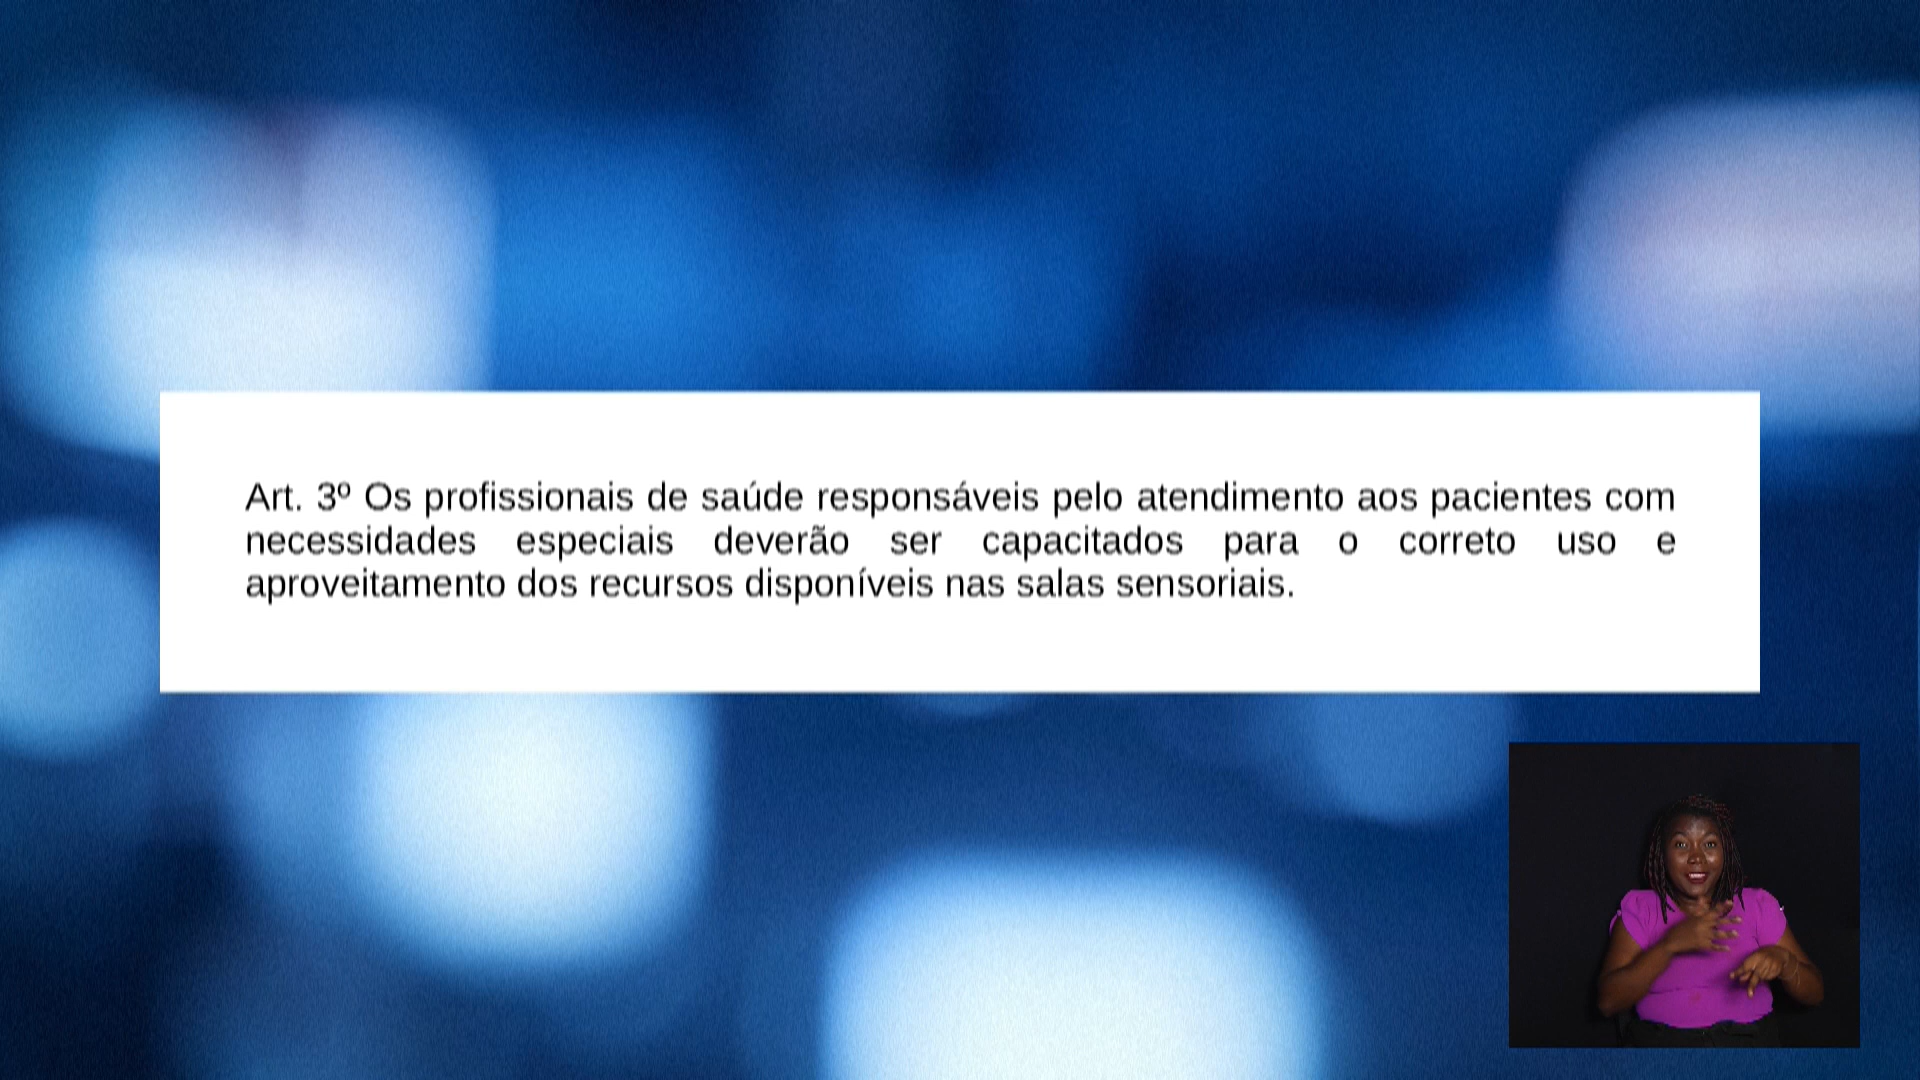 Art. 3º Os profissionais de saúde responsáveis pelo atendimento aos pacientes com
necessidades especiais deverão ser capacitados para o correto uso e
aproveitamento dos recursos disponíveis nas salas sensoriais.